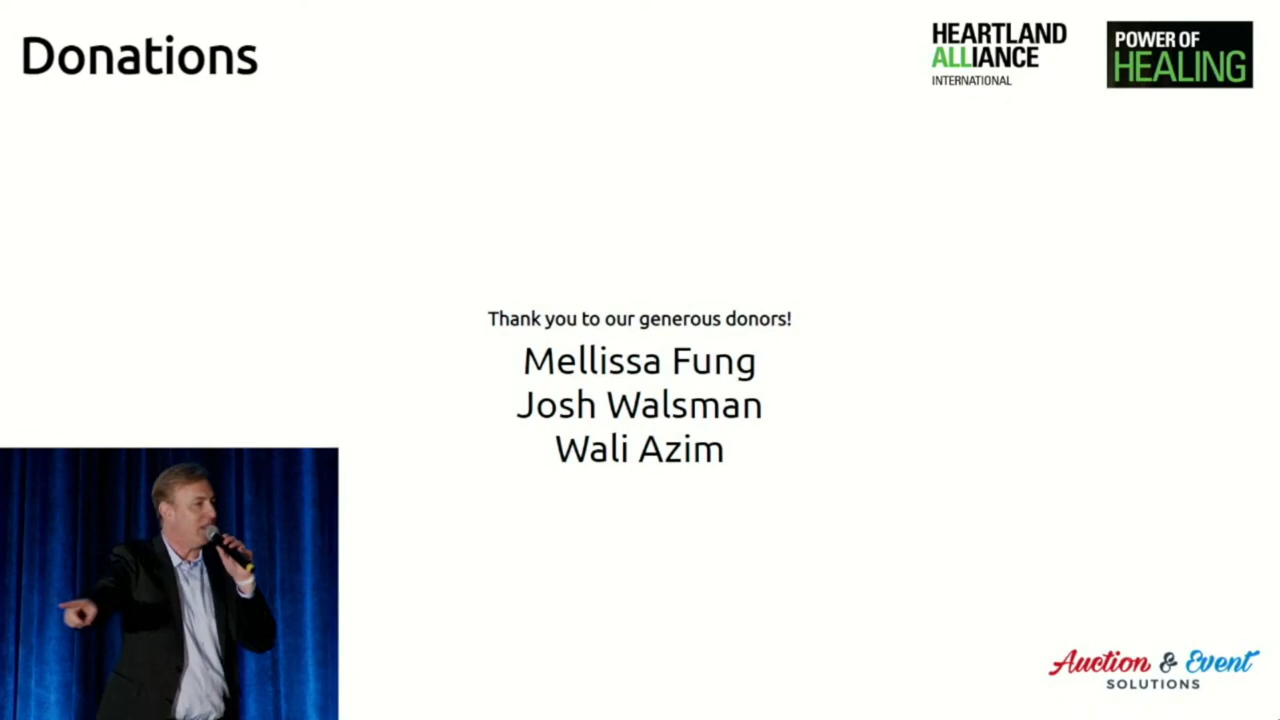 Donations
HEARTLAND
ALLIANCE
INTERNATIONAL
POWER OF
HEALING
Thank you to our generous donors!
Mellissa Fung
Josh Walsman
Wali Azim
Auction & Event
SOLUTIONS